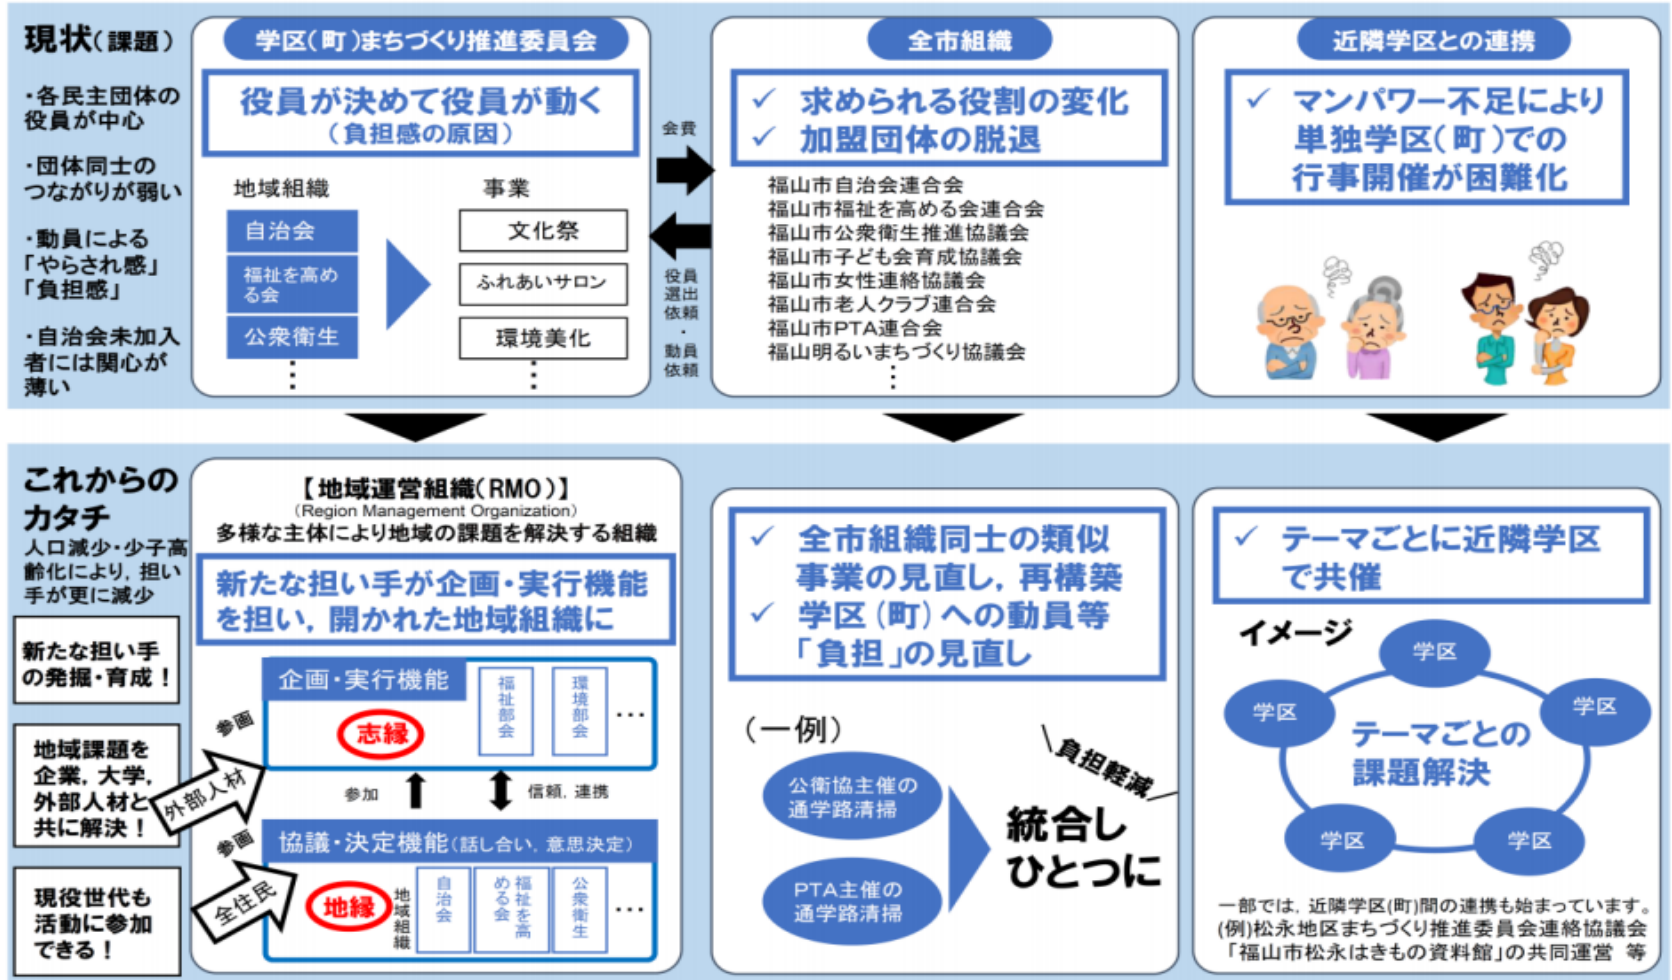 現状(課題)
・各民主団体の
役員が中心
・団体同士の
つながりが弱い
・動員による
「やらされ感」
「負担感」
・自治会未加入
者には関心が
薄い
学区(町)まちづくり推進委員会
役員が決めて役員が動く
(負担感の原因)
地域組織
事業
自治会
福祉を高め
る会
公衆衛生
⋮
文化祭
ふれあいサロン
環境美化
⋮
会費
役員
選出
依頼
・
動員
依頼
全市組織
✓ 求められる役割の変化
✓ 加盟団体の脱退
福山市自治会連合会
福山市福祉を高める会連合会
福山市公衆衛生推進協議会
福山市子ども会育成協議会
福山市女性連絡協議会
福山市老人クラブ連合会
福山市PTA連合会
福山明るいまちづくり協議会
⋮
近隣学区との連携
✓ マンパワー不足により
単独学区(町)での
行事開催が困難化
これからの
カタチ
人口減少・少子高
齢化により,担い
手が更に減少
新たな担い手
の発掘・育成!
地域課題を
企業,大学,
外部人材と
共に解決!
現役世代も
活動に参加
できる!
【地域運営組織(RMO)】
(Region Management Organization)
多様な主体により地域の課題を解決する組織
新たな担い手が企画・実行機能
を担い,開かれた地域組織に
参画
外部人材
企画・実行機能
志縁
福祉部会
環境部会
…
参加
信頼,連携
参画
全住民
協議・決定機能(話し合い,意思決定)
地縁
地域組織
自治会
福祉を高
める会
公衆衛生
…
✓ 全市組織同士の類似
事業の見直し,再構築
✓ 学区(町)への動員等
「負担」の見直し
(一例)
公衛協主催の
通学路清掃
PTA主催の
通学路清掃
\負担軽減/
統合し
ひとつに
✓ テーマごとに近隣学区
で共催
イメージ
学区
学区
学区
テーマごとの
課題解決
学区
学区
一部では,近隣学区(町)間の連携も始まっています。
(例)松永地区まちづくり推進委員会連絡協議会
「福山市松永はきもの資料館」の共同運営 等